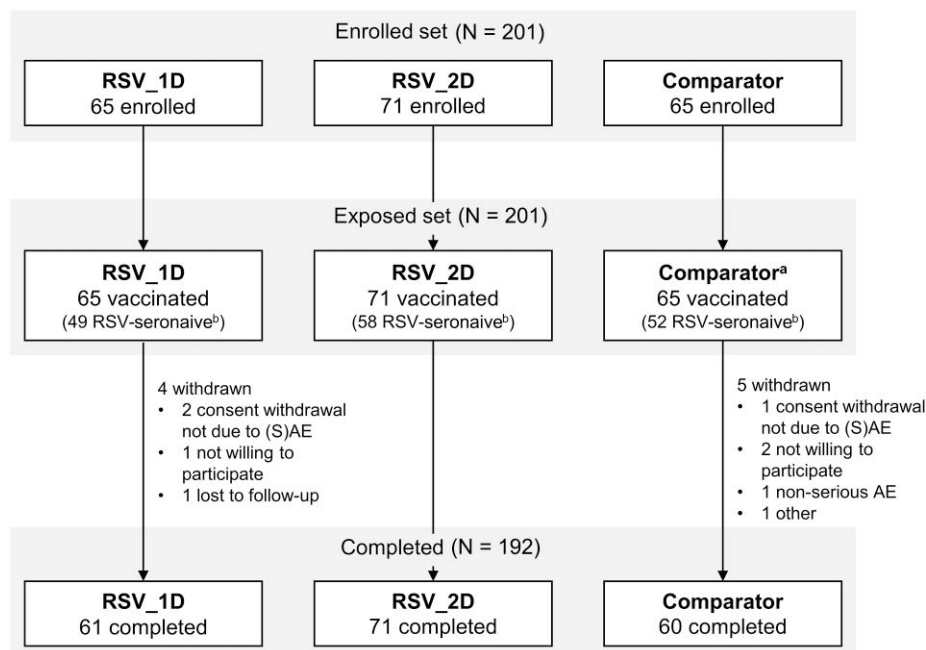 Enrolled set (N = 201)
RSV_1D
65 enrolled
RSV_2D
71 enrolled
Comparator
65 enrolled
Exposed set (N = 201)
RSV_1D
65 vaccinated
(49 RSV-seronaiveᵇ)
RSV_2D
71 vaccinated
(58 RSV-seronaiveᵇ)
Comparatorᵃ
65 vaccinated
(52 RSV-seronaiveᵇ)
4 withdrawn
• 2 consent withdrawal
not due to (S)AE
• 1 not willing to
participate
• 1 lost to follow-up
5 withdrawn
• 1 consent withdrawal
not due to (S)AE
• 2 not willing to
participate
• 1 non-serious AE
• 1 other
Completed (N = 192)
RSV_1D
61 completed
RSV_2D
71 completed
Comparator
60 completed